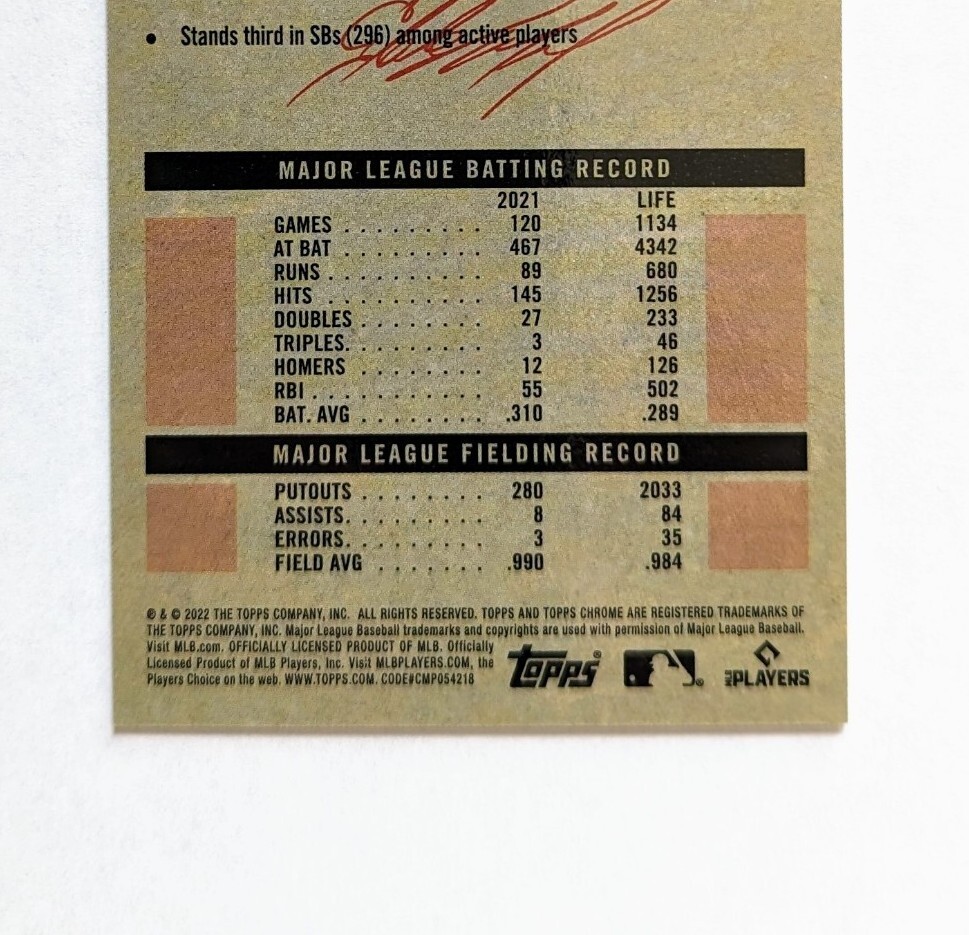 • Stands third in SBs (296) among active players
MAJOR LEAGUE BATTING RECORD
2021 LIFE
GAMES . . . . . . . . . 120 1134
AT BAT . . . . . . . . . 467 4342
RUNS . . . . . . . . . . 89 680
HITS . . . . . . . . . . 145 1256
DOUBLES . . . . . . . . 27 233
TRIPLES. . . . . . . . . 3 46
HOMERS . . . . . . . . 12 126
RBI . . . . . . . . . . . 55 502
BAT. AVG . . . . . . . . .310 .289
MAJOR LEAGUE FIELDING RECORD
PUTOUTS . . . . . . . . 280 2033
ASSISTS. . . . . . . . . 8 84
ERRORS. . . . . . . . . 3 35
FIELD AVG . . . . . . . .990 .984
® & © 2022 THE TOPPS COMPANY, INC. ALL RIGHTS RESERVED. TOPPS AND TOPPS CHROME ARE REGISTERED TRADEMARKS OF
THE TOPPS COMPANY, INC. Major League Baseball trademarks and copyrights are used with permission of Major League Baseball.
Visit MLB.com. OFFICIALLY LICENSED PRODUCT OF MLB. Officially
Licensed Product of MLB Players, Inc. Visit MLBPLAYERS.COM, the
Players Choice on the web. WWW.TOPPS.COM. CODE#CMP054218
topps®
MLB PLAYERS